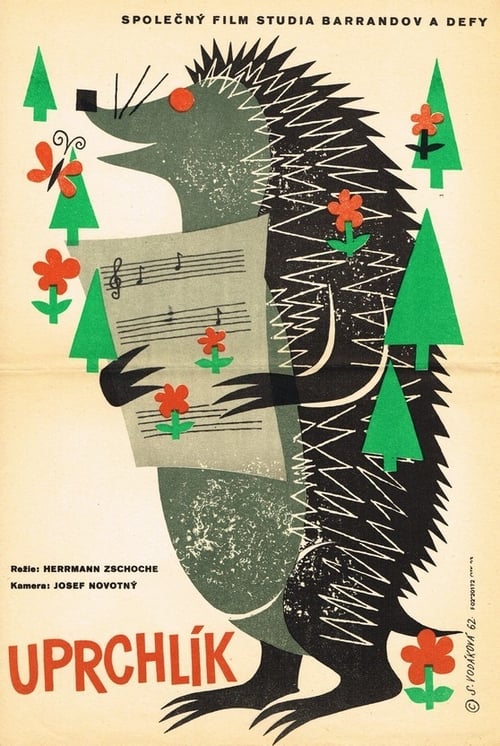 SPOLEČNÝ FILM STUDIA BARRANDOV A DEFY
Režie: HERRMANN ZSCHOCHE
Kamera: JOSEF NOVOTNÝ
UPRCHLÍK
© S. VODÁKOVÁ 62